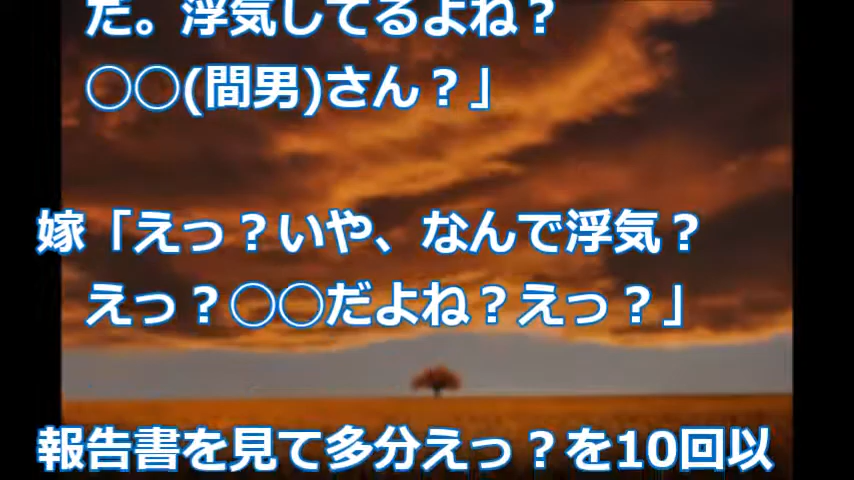 だ。浮気してるよね？
○○(間男)さん？」
嫁「えっ？いや、なんで浮気？
えっ？○○だよね？えっ？」
報告書を見て多分えっ？を10回以